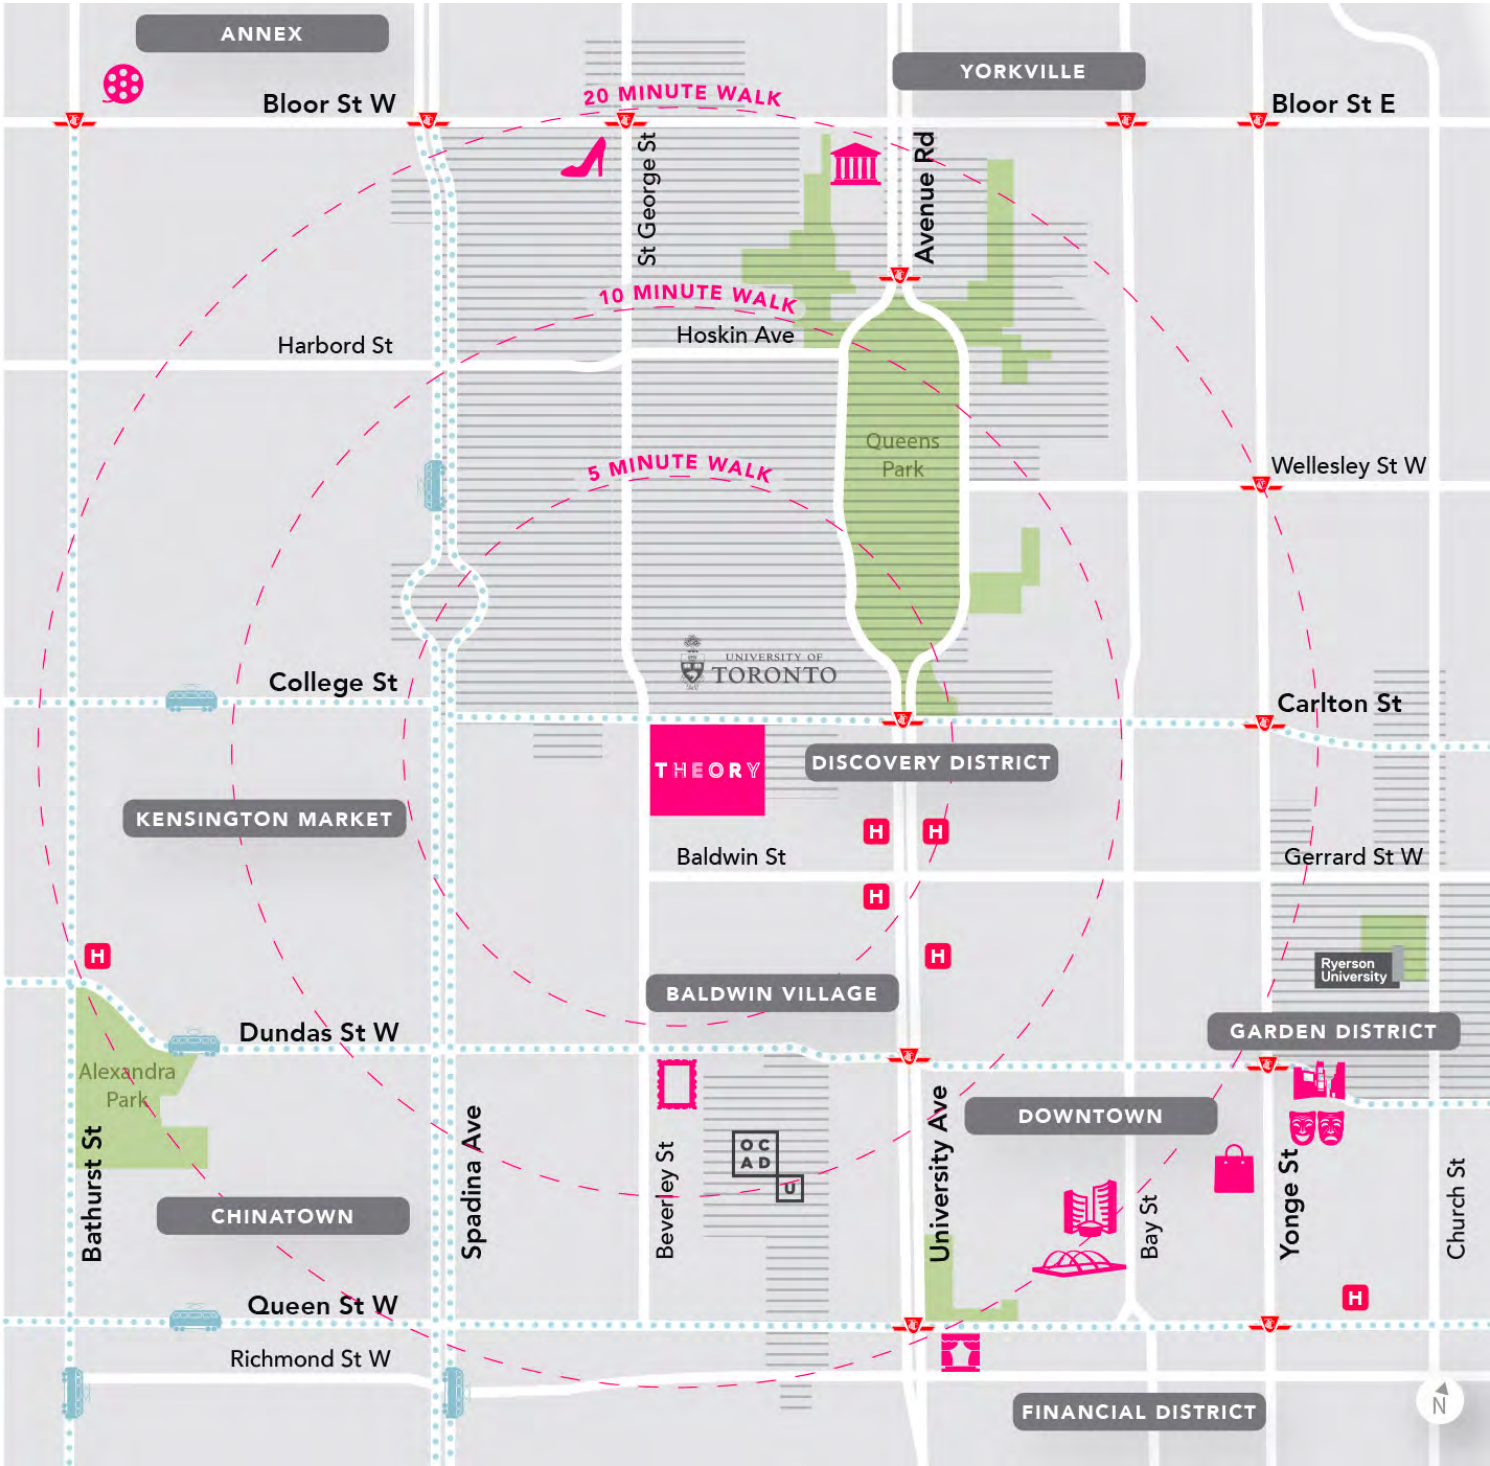 ANNEX
YORKVILLE
20 MINUTE WALK
Bloor St W
Bloor St E
St George St
Avenue Rd
10 MINUTE WALK
Hoskin Ave
Harbord St
Queens
Park
5 MINUTE WALK
Wellesley St W
UNIVERSITY OF
TORONTO
College St
Carlton St
THEORY
DISCOVERY DISTRICT
KENSINGTON MARKET
H
H
Baldwin St
Gerrard St W
H
H
H
Ryerson
University
BALDWIN VILLAGE
Dundas St W
GARDEN DISTRICT
Alexandra
Park
DOWNTOWN
Bathurst St
Spadina Ave
Beverley St
OC
AD
U
University Ave
Bay St
Yonge St
Church St
CHINATOWN
Queen St W
H
Richmond St W
FINANCIAL DISTRICT
N